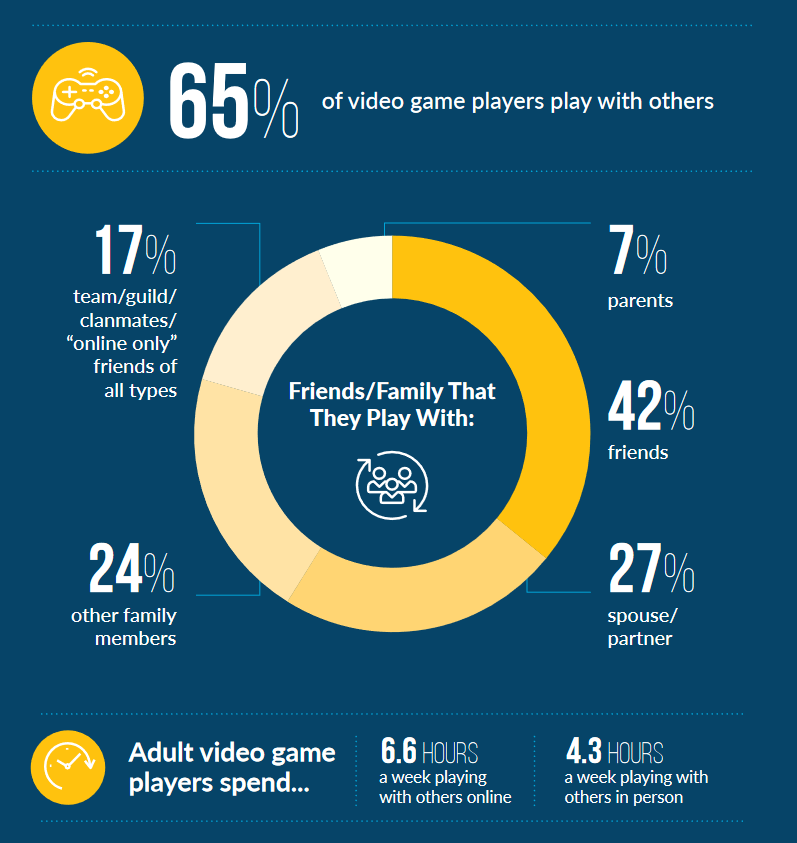 65%
of video game players play with others
17%
team/guild/
clanmates/
“online only”
friends of
all types
7%
parents
Friends/Family That
They Play With:
42%
friends
24%
other family
members
27%
spouse/
partner
Adult video game
players spend...
6.6 HOURS
a week playing
with others online
4.3 HOURS
a week playing with
others in person